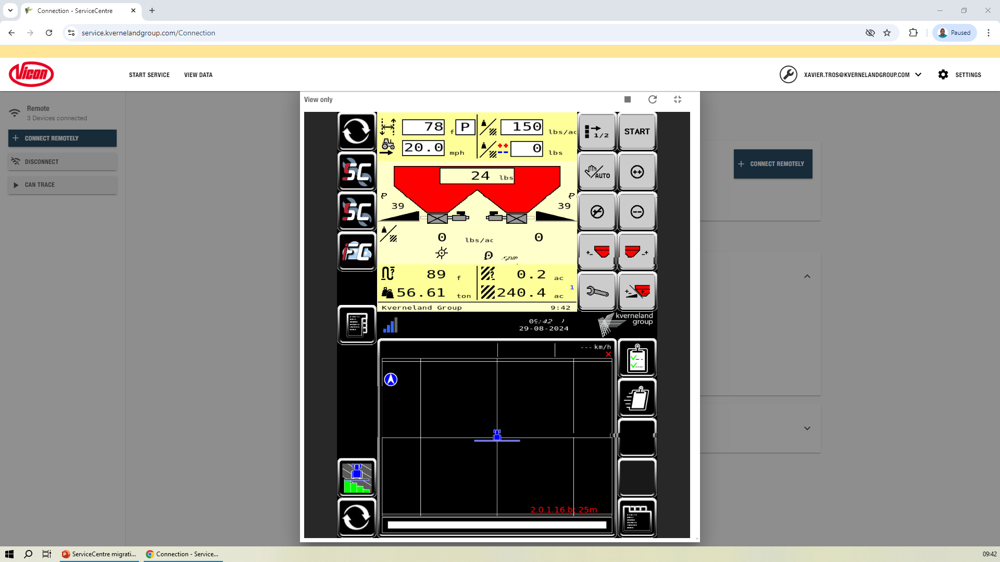 Connection - ServiceCentre
service.kvernelandgroup.com/Connection
Paused
Vicon
START SERVICE
VIEW DATA
XAVIER.TROS@KVERNELANDGROUP.COM
SETTINGS
Remote
3 Devices connected
CONNECT REMOTELY
DISCONNECT
CAN TRACE
CONNECT REMOTELY
View only
78 f P 150 lbs/ac
20.0 mph ++ -- 0 lbs
24 lbs
P P
39 39
0 lbs/ac 0
0 rpm
? 89 f ? 0.2 ac
56.61 ton 240.4 ac 1
Kverneland Group 9:42
1/2
START
AUTO
++
--
+-
-+
+-
SC
SC
FC
09:42
29-08-2024
kverneland
group
--- km/h
2.0.1.16.b; 25m
ServiceCentre migrati...
Connection - Service...
09:42